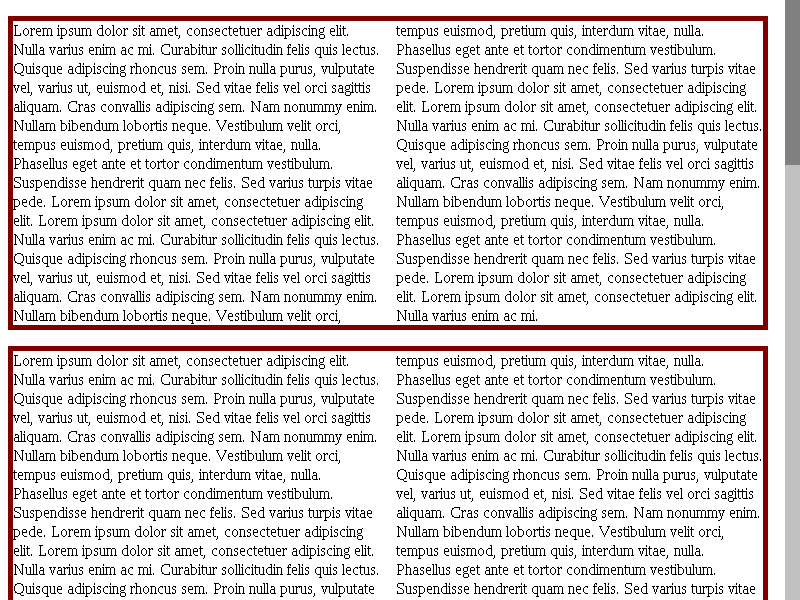 Lorem ipsum dolor sit amet, consectetuer adipiscing elit.
Nulla varius enim ac mi. Curabitur sollicitudin felis quis lectus.
Quisque adipiscing rhoncus sem. Proin nulla purus, vulputate
vel, varius ut, euismod et, nisi. Sed vitae felis vel orci sagittis
aliquam. Cras convallis adipiscing sem. Nam nonummy enim.
Nullam bibendum lobortis neque. Vestibulum velit orci,
tempus euismod, pretium quis, interdum vitae, nulla.
Phasellus eget ante et tortor condimentum vestibulum.
Suspendisse hendrerit quam nec felis. Sed varius turpis vitae
pede. Lorem ipsum dolor sit amet, consectetuer adipiscing
elit. Lorem ipsum dolor sit amet, consectetuer adipiscing elit.
Nulla varius enim ac mi. Curabitur sollicitudin felis quis lectus.
Quisque adipiscing rhoncus sem. Proin nulla purus, vulputate
vel, varius ut, euismod et, nisi. Sed vitae felis vel orci sagittis
aliquam. Cras convallis adipiscing sem. Nam nonummy enim.
Nullam bibendum lobortis neque. Vestibulum velit orci,
tempus euismod, pretium quis, interdum vitae, nulla.
Phasellus eget ante et tortor condimentum vestibulum.
Suspendisse hendrerit quam nec felis. Sed varius turpis vitae
pede. Lorem ipsum dolor sit amet, consectetuer adipiscing
elit. Lorem ipsum dolor sit amet, consectetuer adipiscing elit.
Nulla varius enim ac mi. Curabitur sollicitudin felis quis lectus.
Quisque adipiscing rhoncus sem. Proin nulla purus, vulputate
vel, varius ut, euismod et, nisi. Sed vitae felis vel orci sagittis
aliquam. Cras convallis adipiscing sem. Nam nonummy enim.
Nullam bibendum lobortis neque. Vestibulum velit orci,
tempus euismod, pretium quis, interdum vitae, nulla.
Phasellus eget ante et tortor condimentum vestibulum.
Suspendisse hendrerit quam nec felis. Sed varius turpis vitae
pede. Lorem ipsum dolor sit amet, consectetuer adipiscing
elit. Lorem ipsum dolor sit amet, consectetuer adipiscing elit.
Nulla varius enim ac mi.
Lorem ipsum dolor sit amet, consectetuer adipiscing elit.
Nulla varius enim ac mi. Curabitur sollicitudin felis quis lectus.
Quisque adipiscing rhoncus sem. Proin nulla purus, vulputate
vel, varius ut, euismod et, nisi. Sed vitae felis vel orci sagittis
aliquam. Cras convallis adipiscing sem. Nam nonummy enim.
Nullam bibendum lobortis neque. Vestibulum velit orci,
tempus euismod, pretium quis, interdum vitae, nulla.
Phasellus eget ante et tortor condimentum vestibulum.
Suspendisse hendrerit quam nec felis. Sed varius turpis vitae
pede. Lorem ipsum dolor sit amet, consectetuer adipiscing
elit. Lorem ipsum dolor sit amet, consectetuer adipiscing elit.
Nulla varius enim ac mi. Curabitur sollicitudin felis quis lectus.
Quisque adipiscing rhoncus sem. Proin nulla purus, vulputate
tempus euismod, pretium quis, interdum vitae, nulla.
Phasellus eget ante et tortor condimentum vestibulum.
Suspendisse hendrerit quam nec felis. Sed varius turpis vitae
pede. Lorem ipsum dolor sit amet, consectetuer adipiscing
elit. Lorem ipsum dolor sit amet, consectetuer adipiscing elit.
Nulla varius enim ac mi. Curabitur sollicitudin felis quis lectus.
Quisque adipiscing rhoncus sem. Proin nulla purus, vulputate
vel, varius ut, euismod et, nisi. Sed vitae felis vel orci sagittis
aliquam. Cras convallis adipiscing sem. Nam nonummy enim.
Nullam bibendum lobortis neque. Vestibulum velit orci,
tempus euismod, pretium quis, interdum vitae, nulla.
Phasellus eget ante et tortor condimentum vestibulum.
Suspendisse hendrerit quam nec felis. Sed varius turpis vitae